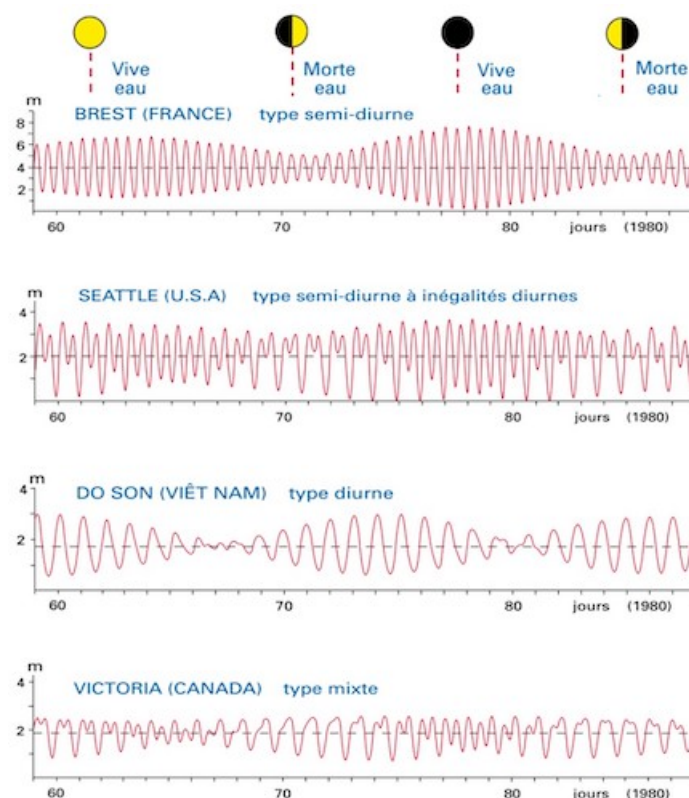 Vive eau
Morte eau
Vive eau
Morte eau
m
BREST (FRANCE) type semi-diurne
8
6
4
2
60 70 80 jours (1980)
m
SEATTLE (U.S.A) type semi-diurne à inégalités diurnes
4
2
60 70 80 jours (1980)
m
DO SON (VIÊT NAM) type diurne
4
2
60 70 80 jours (1980)
m
VICTORIA (CANADA) type mixte
4
2
60 70 80 jours (1980)